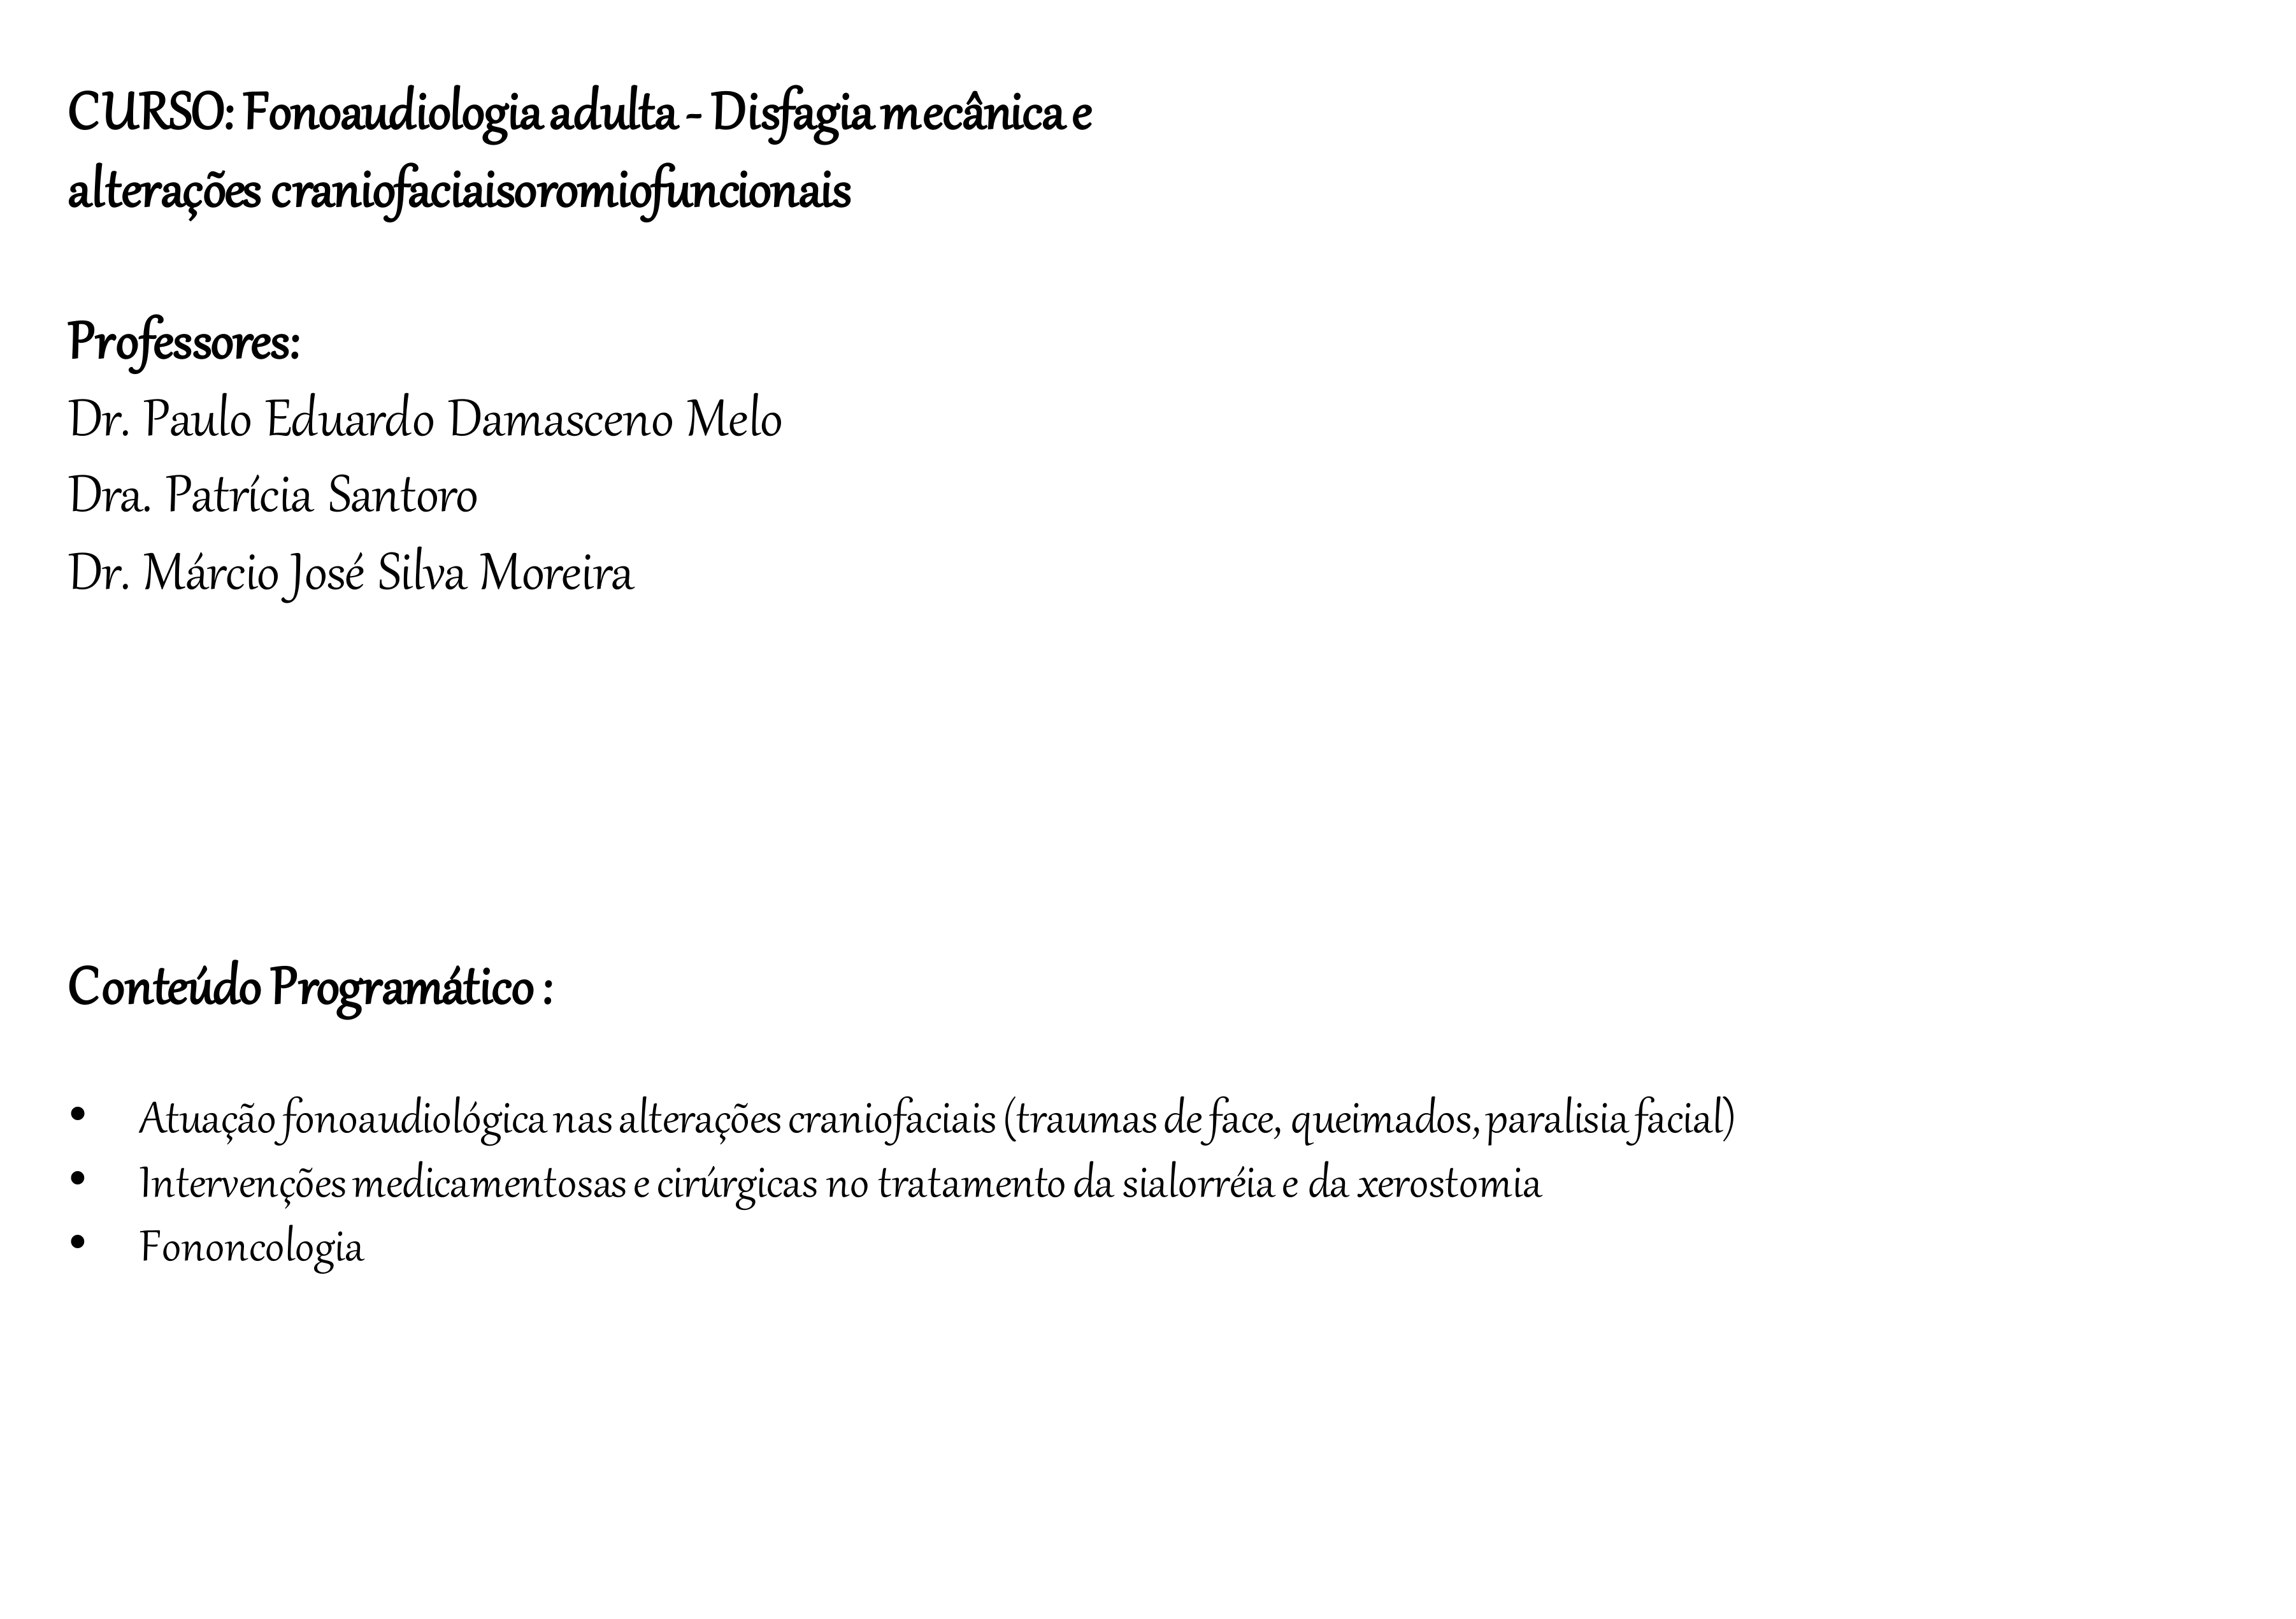 CURSO: Fonoaudiologia adulta - Disfagia mecânica e
alterações craniofaciaisoromiofuncionais
Professores:
Dr. Paulo Eduardo Damasceno Melo
Dra. Patrícia Santoro
Dr. Márcio José Silva Moreira
Conteúdo Programático :
• Atuação fonoaudiológica nas alterações craniofaciais (traumas de face, queimados, paralisia facial)
• Intervenções medicamentosas e cirúrgicas no tratamento da sialorréia e da xerostomia
• Fononcologia